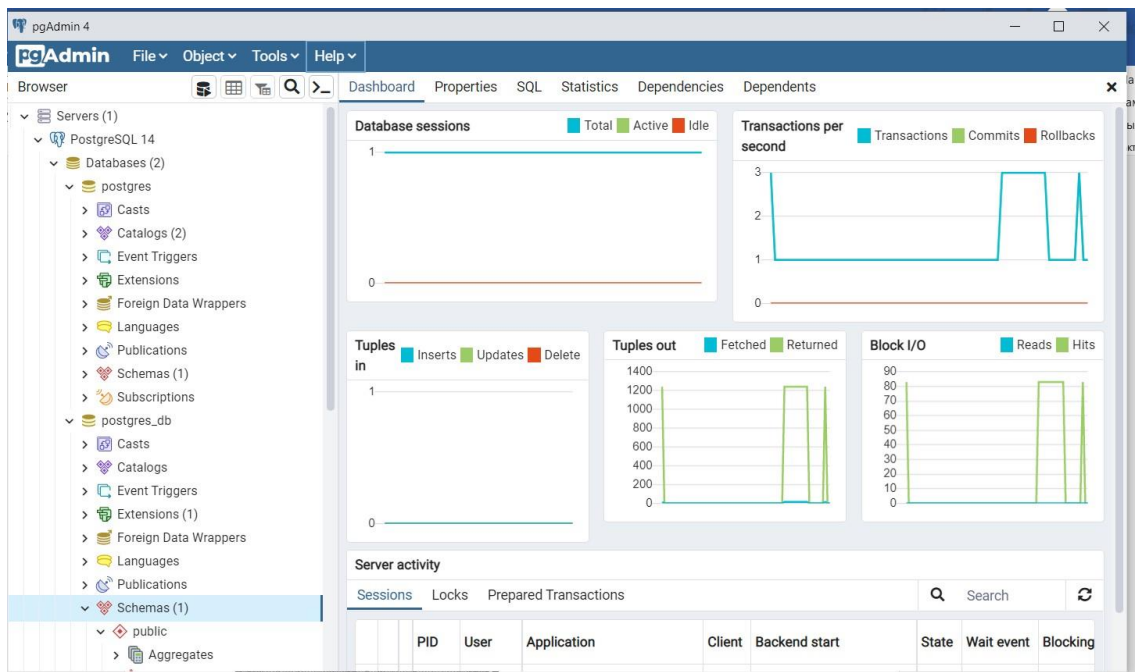 pgAdmin 4
pgAdmin File Object Tools Help
Browser
Servers (1)
PostgreSQL 14
Databases (2)
postgres
Casts
Catalogs (2)
Event Triggers
Extensions
Foreign Data Wrappers
Languages
Publications
Schemas (1)
Subscriptions
postgres_db
Casts
Catalogs
Event Triggers
Extensions (1)
Foreign Data Wrappers
Languages
Publications
Schemas (1)
public
Aggregates
Dashboard Properties SQL Statistics Dependencies Dependents
Database sessions Total Active Idle
1
0
Transactions per second Transactions Commits Rollbacks
3
2
1
0
Tuples in Inserts Updates Delete
1
0
Tuples out Fetched Returned
1400
1200
1000
800
600
400
200
0
Block I/O Reads Hits
90
80
70
60
50
40
30
20
10
0
Server activity
Sessions Locks Prepared Transactions Search
PID User Application Client Backend start State Wait event Blocking